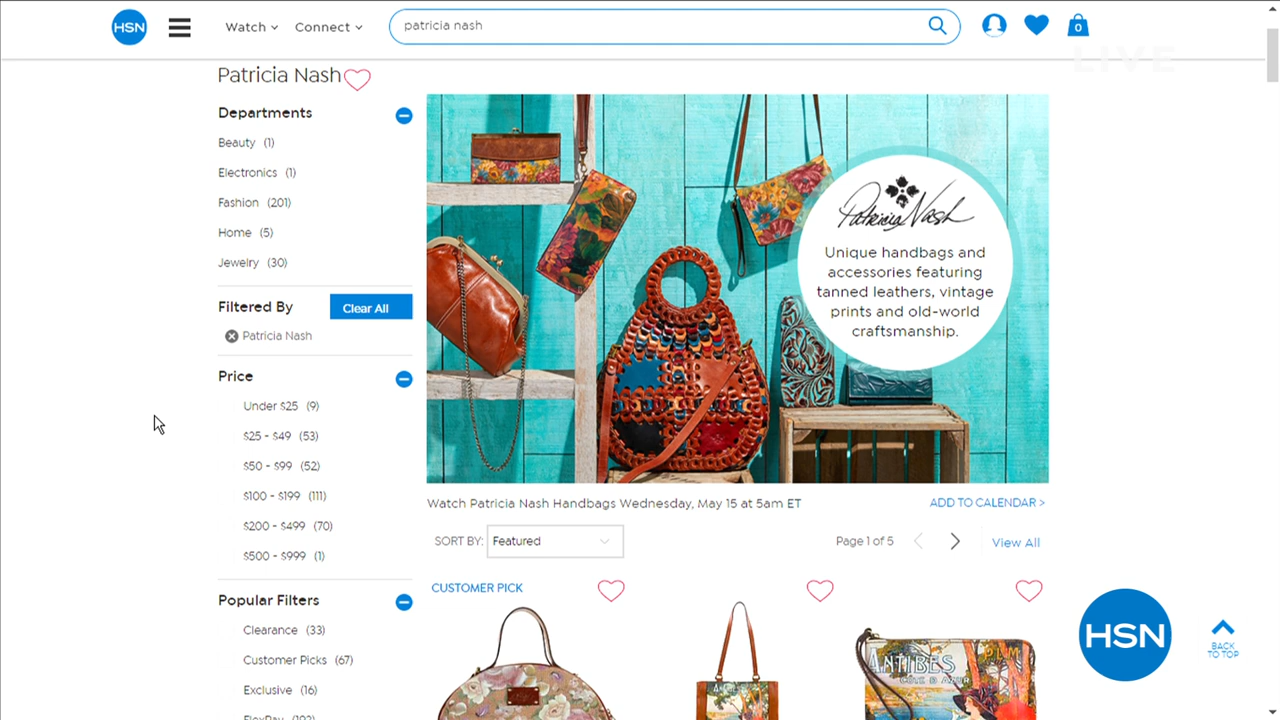 HSN
Watch
Connect
patricia nash
0
LIVE
Patricia Nash
Departments
Beauty (1)
Electronics (1)
Fashion (201)
Home (5)
Jewelry (30)
Filtered By
Clear All
Patricia Nash
Price
Under $25 (9)
$25 - $49 (53)
$50 - $99 (52)
$100 - $199 (111)
$200 - $499 (70)
$500 - $999 (1)
Popular Filters
Clearance (33)
Customer Picks (67)
Exclusive (16)
FlexPay (192)
Patricia Nash
Unique handbags and
accessories featuring
tanned leathers, vintage
prints and old-world
craftsmanship.
Watch Patricia Nash Handbags Wednesday, May 15 at 5am ET
ADD TO CALENDAR >
SORT BY: Featured
Page 1 of 5
View All
CUSTOMER PICK
ANTIBES
HSN
BACK
TO TOP